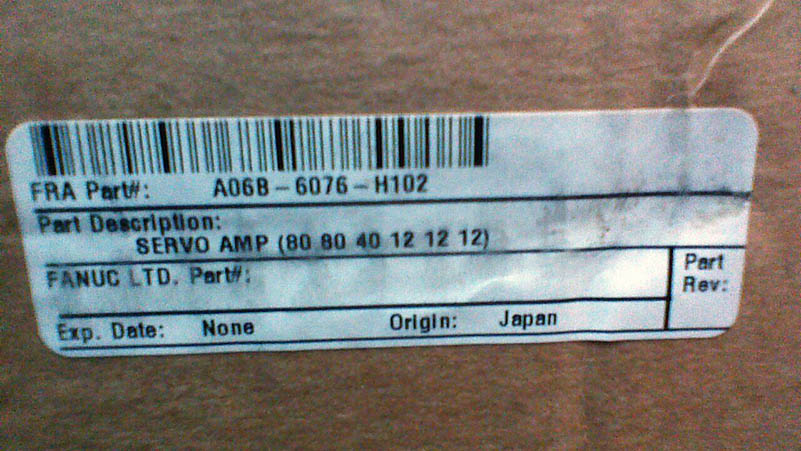 FRA Part#: A06B-6076-H102
Part Description:
SERVO AMP (80 80 40 12 12 12)
FANUC LTD. Part#:
Part
Rev:
Exp. Date: None Origin: Japan